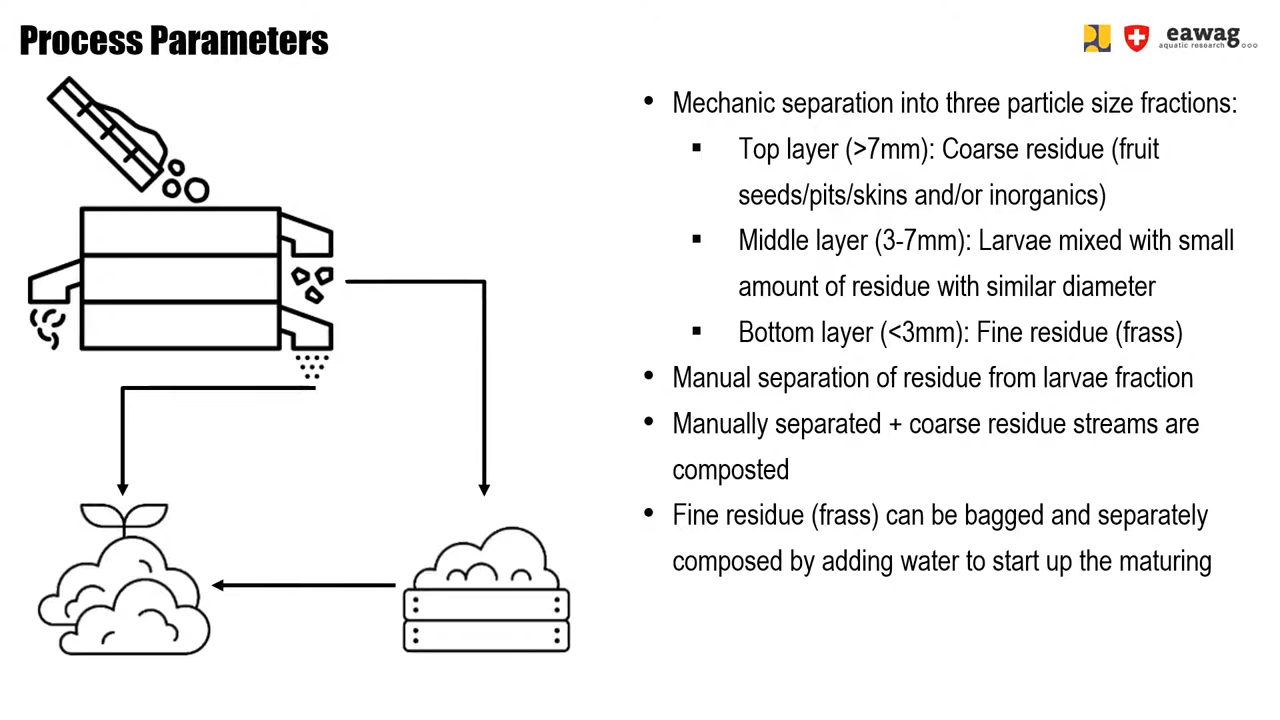 Process Parameters
eawag
aquatic research
• Mechanic separation into three particle size fractions:
▪ Top layer (>7mm): Coarse residue (fruit
seeds/pits/skins and/or inorganics)
▪ Middle layer (3-7mm): Larvae mixed with small
amount of residue with similar diameter
▪ Bottom layer (<3mm): Fine residue (frass)
• Manual separation of residue from larvae fraction
• Manually separated + coarse residue streams are
composted
• Fine residue (frass) can be bagged and separately
composed by adding water to start up the maturing